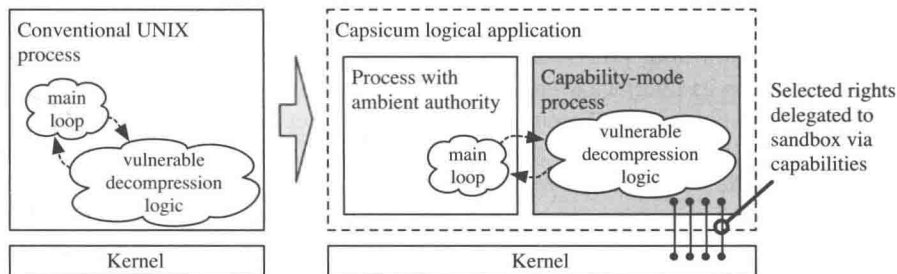 Conventional UNIX
process
main
loop
vulnerable
decompression
logic
Kernel
Capsicum logical application
Process with
ambient authority
main
loop
Capability-mode
process
vulnerable
decompression
logic
Selected rights
delegated to
sandbox via
capabilities
Kernel